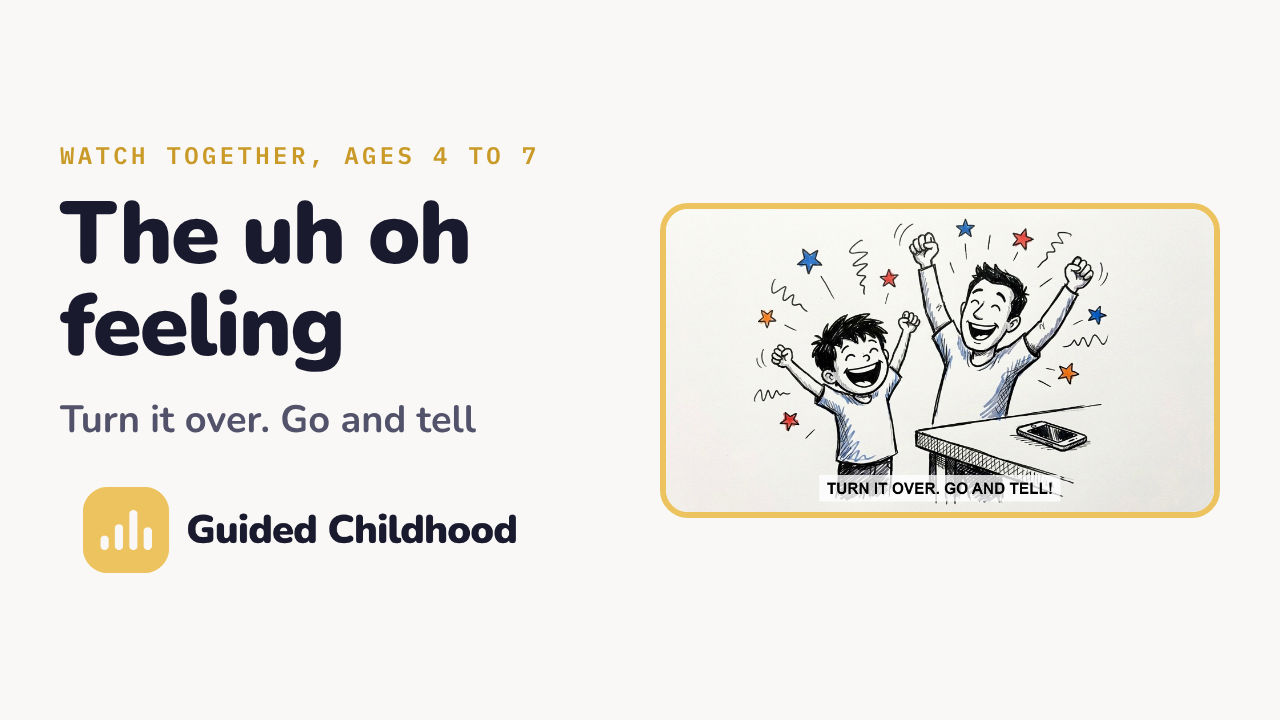 WATCH TOGETHER, AGES 4 TO 7
The uh oh
feeling
Turn it over. Go and tell
Guided Childhood
TURN IT OVER. GO AND TELL!